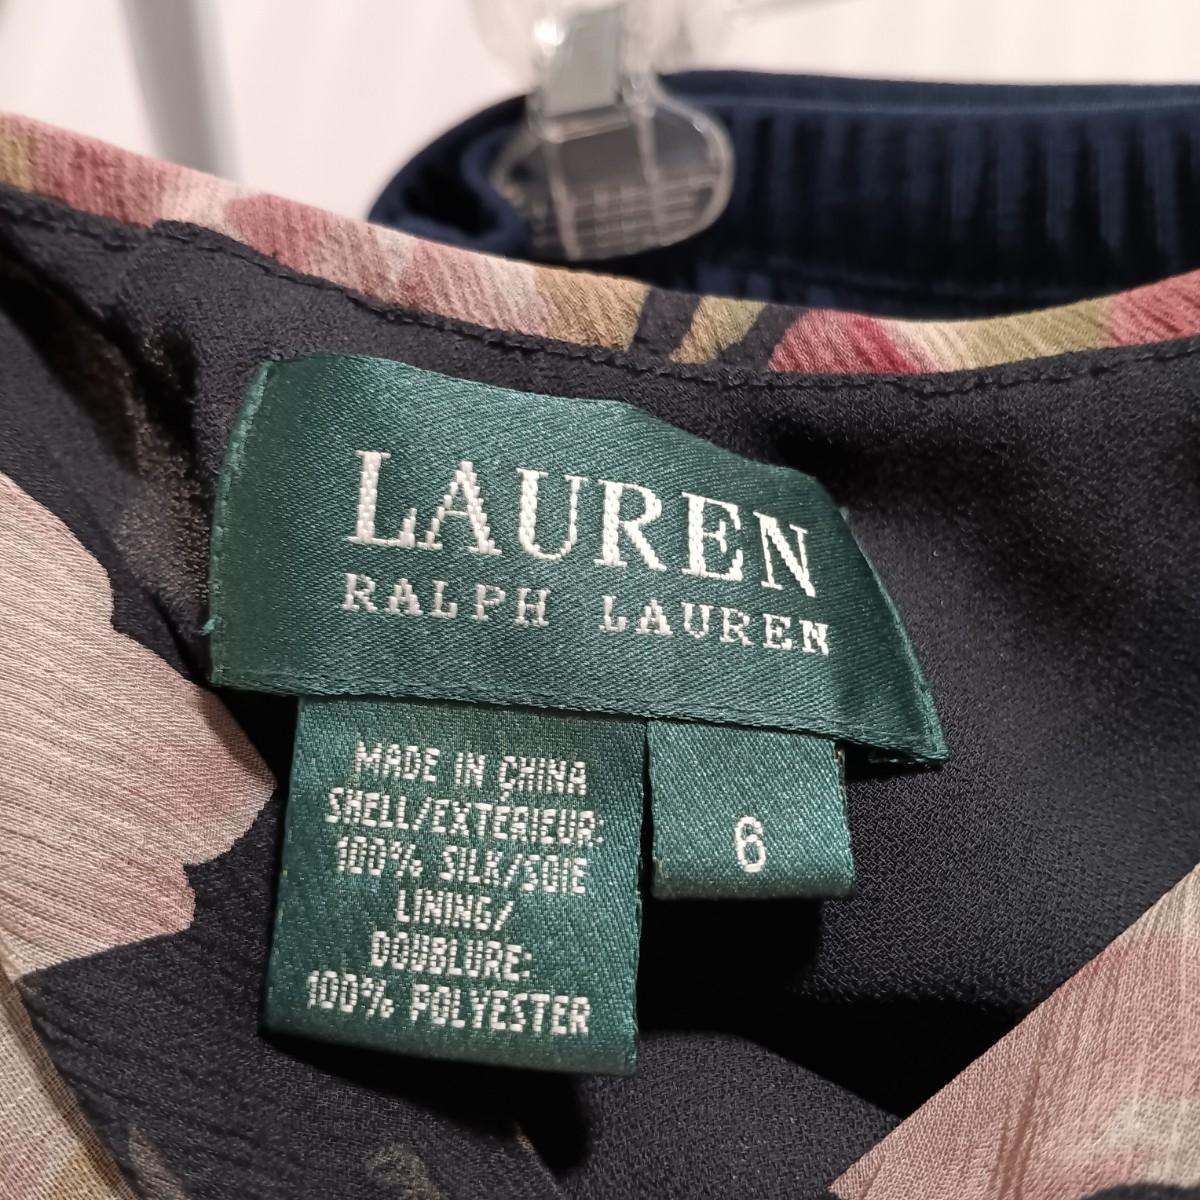 LAUREN
RALPH LAUREN
MADE IN CHINA
SHELL/EXTERIEUR:
100% SILK/SOIE
LINING/
DOUBLURE:
100% POLYESTER
6